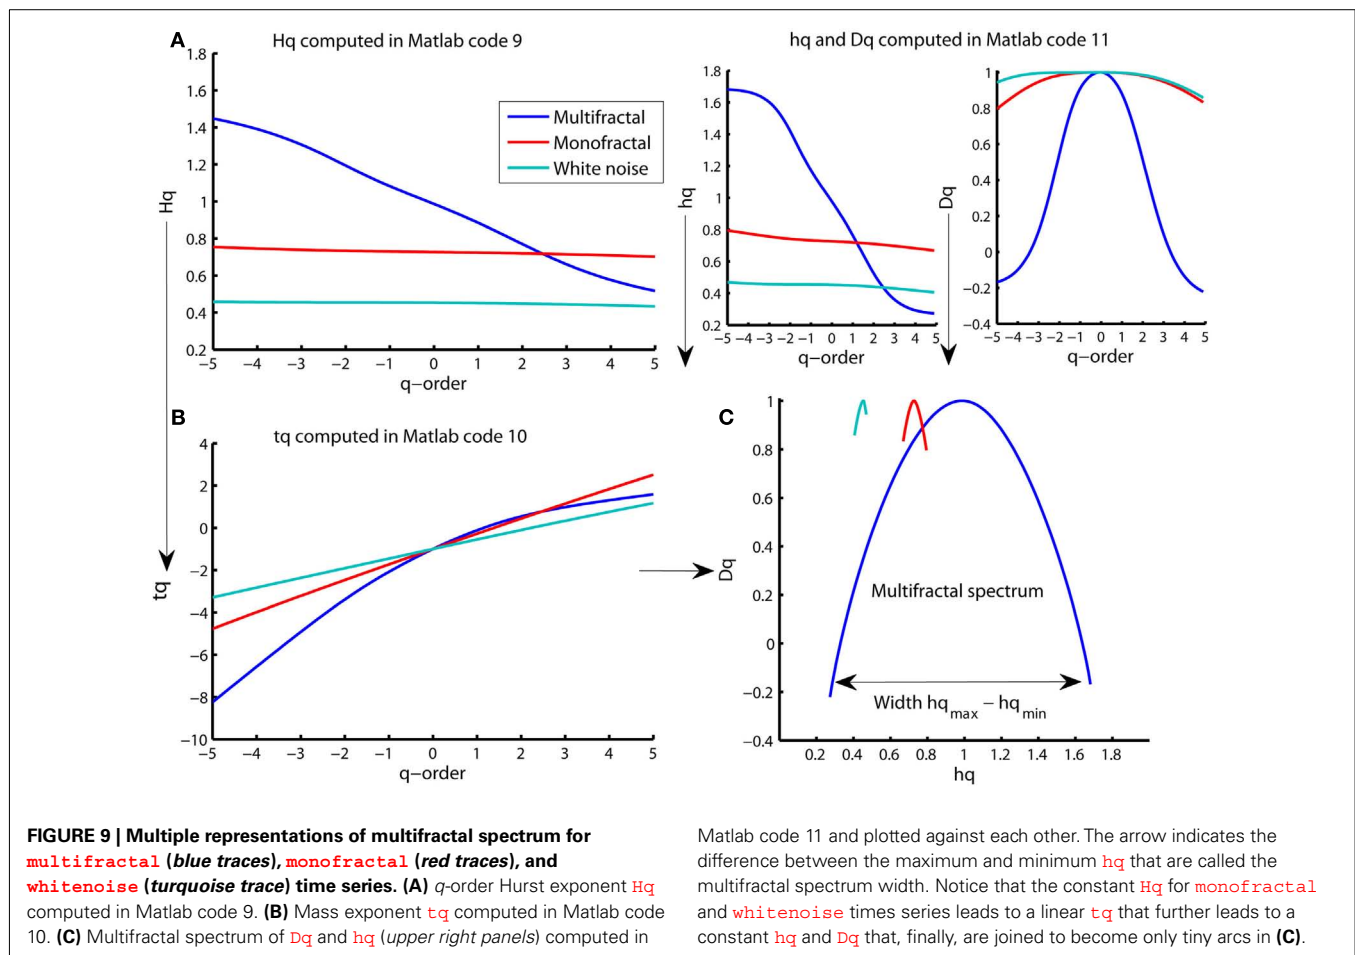 A
Hq computed in Matlab code 9
1.8
1.6
1.4
1.2
1
0.8
0.6
0.4
0.2
Hq
−5 −4 −3 −2 −1 0 1 2 3 4 5
q−order
Multifractal
Monofractal
White noise
hq and Dq computed in Matlab code 11
1.8
1.6
1.4
1.2
1
0.8
0.6
0.4
0.2
hq
−5 −4 −3 −2 −1 0 1 2 3 4 5
q−order
1
0.8
0.6
0.4
0.2
0
−0.2
−0.4
Dq
−5 −4 −3 −2 −1 0 1 2 3 4 5
q−order
B
tq computed in Matlab code 10
4
2
0
−2
−4
−6
−8
−10
tq
−5 −4 −3 −2 −1 0 1 2 3 4 5
q−order
C
1
0.8
0.6
0.4
0.2
0
−0.2
−0.4
Dq
Multifractal spectrum
Width hqmax − hqmin
0.2 0.4 0.6 0.8 1 1.2 1.4 1.6 1.8
hq
FIGURE 9 | Multiple representations of multifractal spectrum for
multifractal (blue traces), monofractal (red traces), and
whitenoise (turquoise trace) time series. (A) q-order Hurst exponent Hq
computed in Matlab code 9. (B) Mass exponent tq computed in Matlab code
10. (C) Multifractal spectrum of Dq and hq (upper right panels) computed in
Matlab code 11 and plotted against each other. The arrow indicates the
difference between the maximum and minimum hq that are called the
multifractal spectrum width. Notice that the constant Hq for monofractal
and whitenoise times series leads to a linear tq that further leads to a
constant hq and Dq that, finally, are joined to become only tiny arcs in (C).